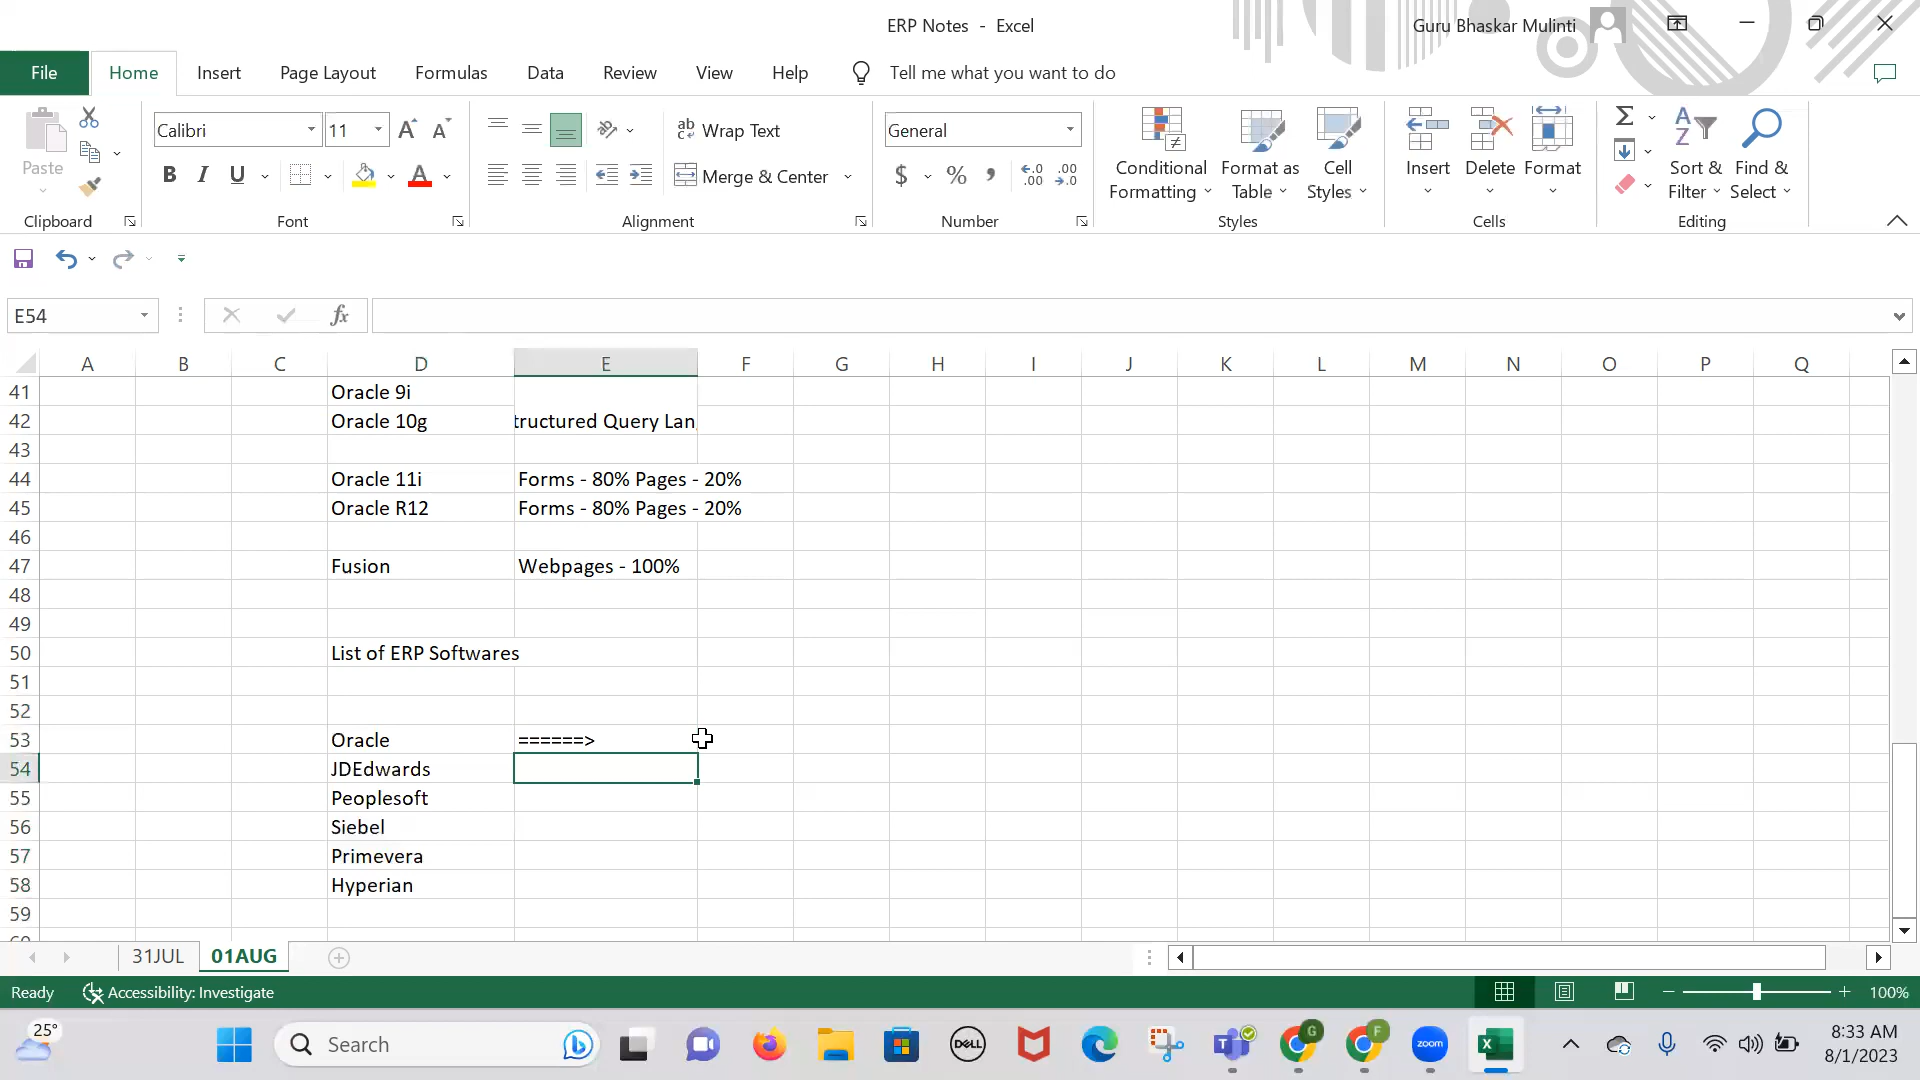 ERP Notes - Excel
Guru Bhaskar Mulinti
File Home Insert Page Layout Formulas Data Review View Help Tell me what you want to do
Paste
Clipboard
Calibri 11
B I U
Font
Wrap Text
Merge & Center
Alignment
General
$ % ,
Number
Conditional Formatting
Format as Table
Cell Styles
Styles
Insert Delete Format
Cells
Sort & Filter
Find & Select
Editing
E54
fx
A B C D E F G H I J K L M N O P Q
41 Oracle 9i
42 Oracle 10g tructured Query Lan
43
44 Oracle 11i Forms - 80% Pages - 20%
45 Oracle R12 Forms - 80% Pages - 20%
46
47 Fusion Webpages - 100%
48
49
50 List of ERP Softwares
51
52
53 Oracle ======>
54 JDEdwards
55 Peoplesoft
56 Siebel
57 Primevera
58 Hyperian
59
60
31JUL 01AUG
Ready Accessibility: Investigate
100%
25°
Search
DELL
zoom
8:33 AM
8/1/2023